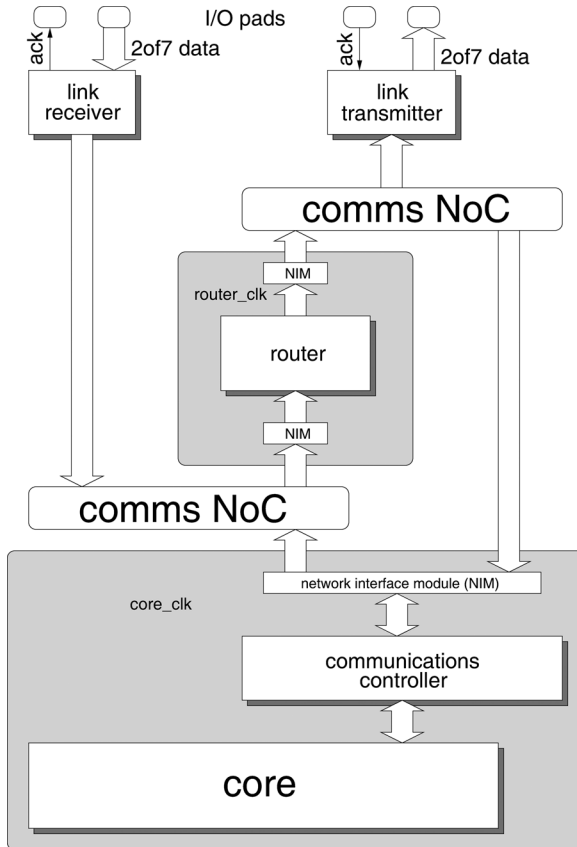 I/O pads
ack
2of7 data
ack
2of7 data
link
receiver
link
transmitter
comms NoC
NIM
router_clk
router
NIM
comms NoC
network interface module (NIM)
core_clk
communications
controller
core